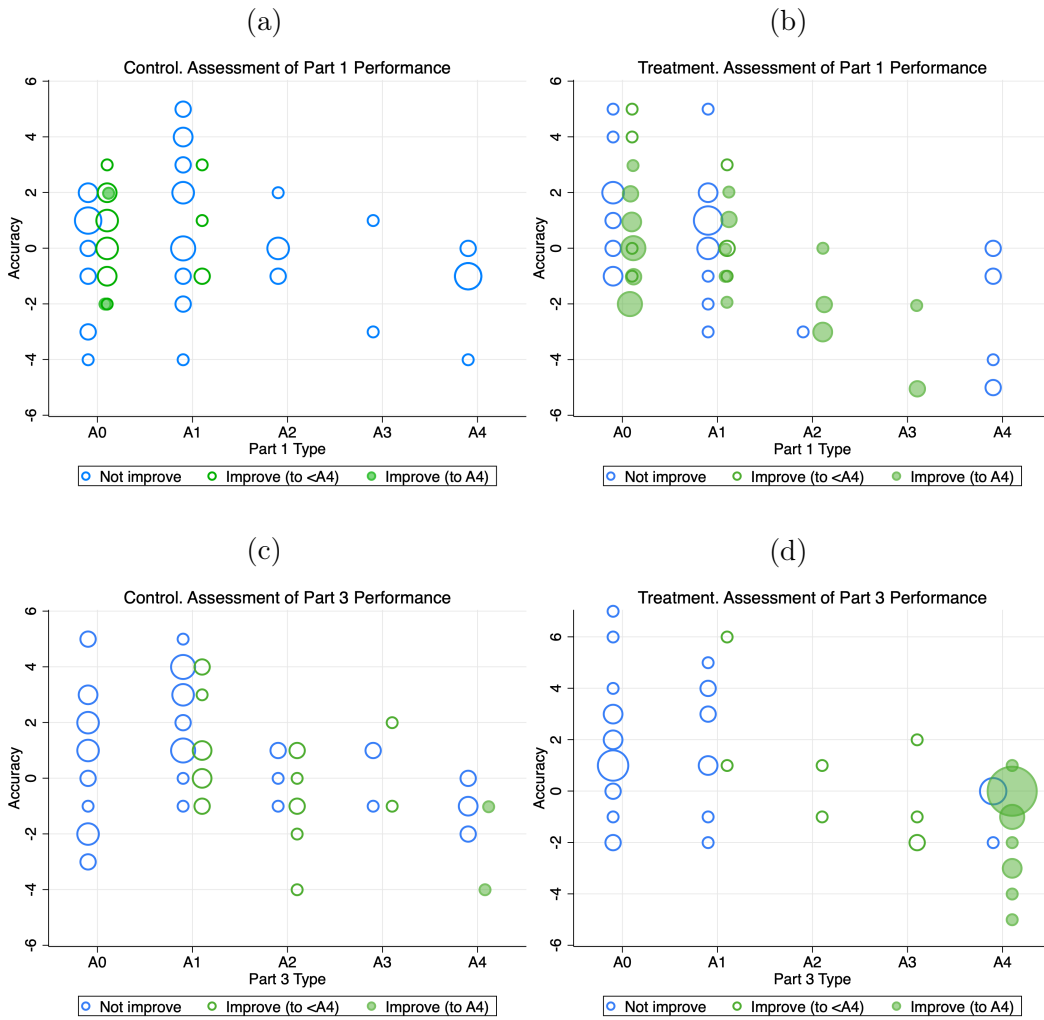 (a)
Control. Assessment of Part 1 Performance
Accuracy
6
4
2
0
-2
-4
-6
A0 A1 A2 A3 A4
Part 1 Type
Not improve Improve (to <A4) Improve (to A4)
(b)
Treatment. Assessment of Part 1 Performance
Accuracy
6
4
2
0
-2
-4
-6
A0 A1 A2 A3 A4
Part 1 Type
Not improve Improve (to <A4) Improve (to A4)
(c)
Control. Assessment of Part 3 Performance
Accuracy
6
4
2
0
-2
-4
-6
A0 A1 A2 A3 A4
Part 3 Type
Not improve Improve (to <A4) Improve (to A4)
(d)
Treatment. Assessment of Part 3 Performance
Accuracy
6
4
2
0
-2
-4
-6
A0 A1 A2 A3 A4
Part 3 Type
Not improve Improve (to <A4) Improve (to A4)